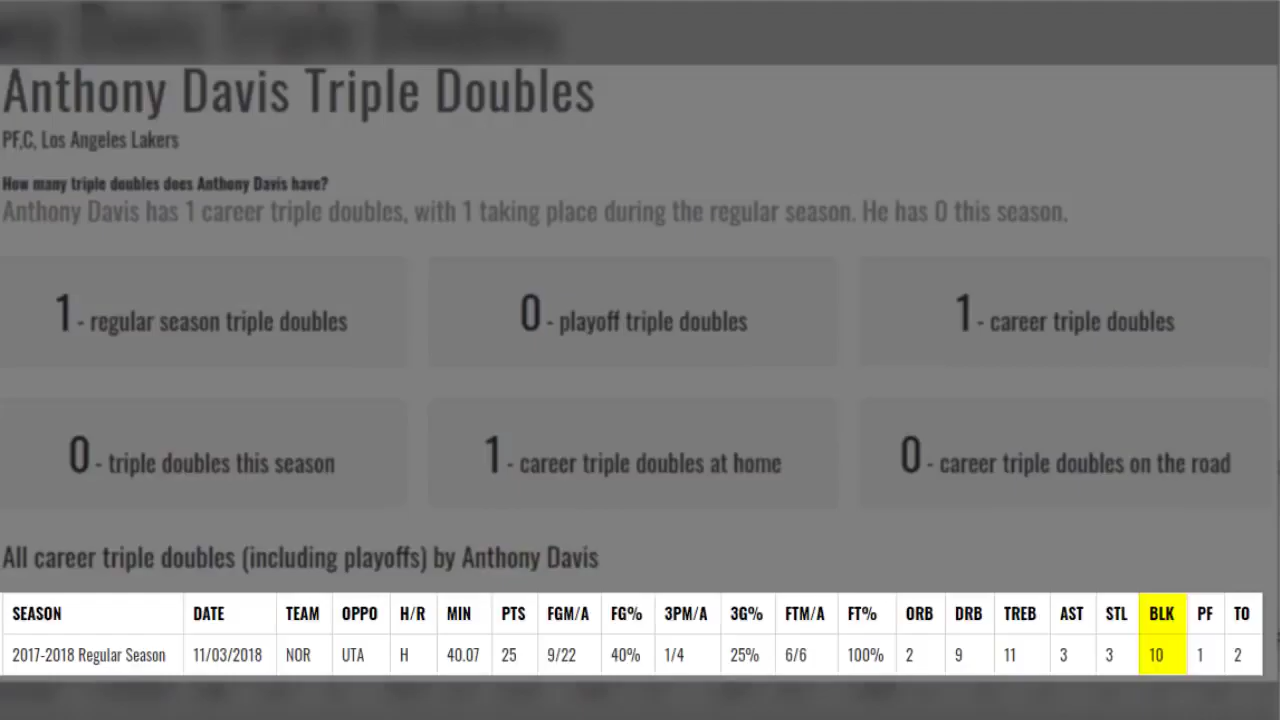 Anthony Davis Triple Doubles
PF,C, Los Angeles Lakers
How many triple doubles does Anthony Davis have?
Anthony Davis has 1 career triple doubles, with 1 taking place during the regular season. He has 0 this season.
1 - regular season triple doubles 0 - playoff triple doubles 1 - career triple doubles
0 - triple doubles this season 1 - career triple doubles at home 0 - career triple doubles on the road
All career triple doubles (including playoffs) by Anthony Davis
SEASON DATE TEAM OPPO H/R MIN PTS FGM/A FG% 3PM/A 3G% FTM/A FT% ORB DRB TREB AST STL BLK PF TO
2017-2018 Regular Season 11/03/2018 NOR UTA H 40.07 25 9/22 40% 1/4 25% 6/6 100% 2 9 11 3 3 10 1 2